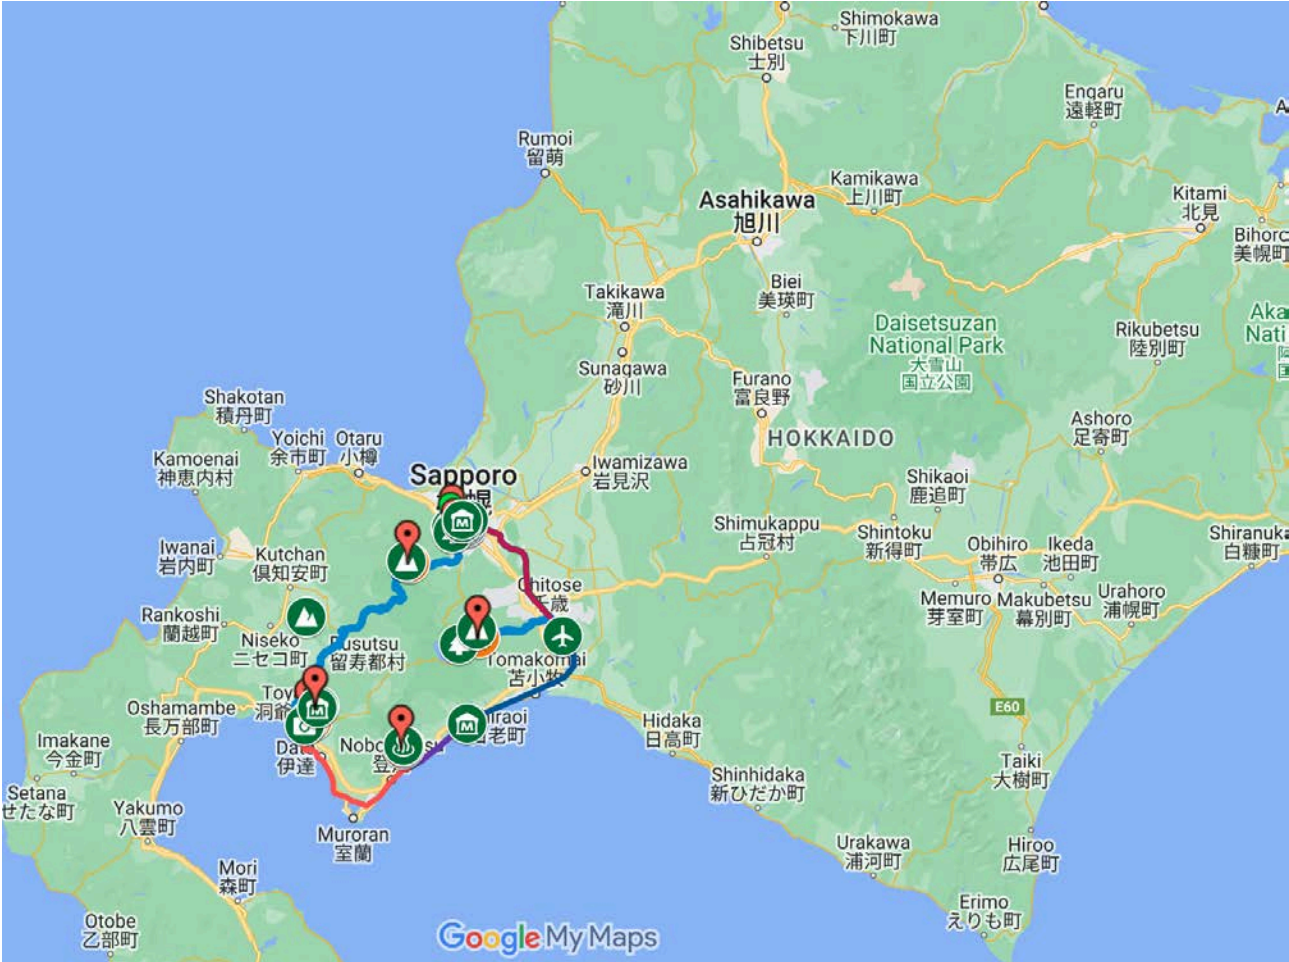 Shimokawa
下川町
Shibetsu
士別
Engaru
遠軽町
Rumoi
留萌
Kamikawa
上川町
Asahikawa
旭川
Kitami
北見
Bihoro
美幌町
Biei
美瑛町
Takikawa
滝川
Daisetsuzan
National Park
大雪山
国立公園
Aka
Nati
Rikubetsu
陸別町
Sunagawa
砂川
Furano
富良野
Shakotan
積丹町
Ashoro
足寄町
Yoichi
余市町
Otaru
小樽
HOKKAIDO
Kamoenai
神恵内村
Sapporo
幌
Iwamizawa
岩見沢
Shikaoi
鹿追町
Shimukappu
占冠村
Shintoku
新得町
Shiranuka
白糠町
Iwanai
岩内町
Kutchan
倶知安町
Obihiro
帯広
Ikeda
池田町
Chitose
千歳
Memuro
芽室町
Makubetsu
幕別町
Urahoro
浦幌町
Rankoshi
蘭越町
Niseko
ニセコ町
Rusutsu
留寿都村
Tomakomai
苫小牧
Oshamambe
長万部町
Toy
洞爺
E60
Imakane
今金町
Date
伊達
Hidaka
日高町
Taiki
大樹町
Setana
せたな町
Shinhidaka
新ひだか町
Yakumo
八雲町
Muroran
室蘭
Urakawa
浦河町
Hiroo
広尾町
Mori
森町
Erimo
えりも町
Otobe
乙部町
Google My Maps